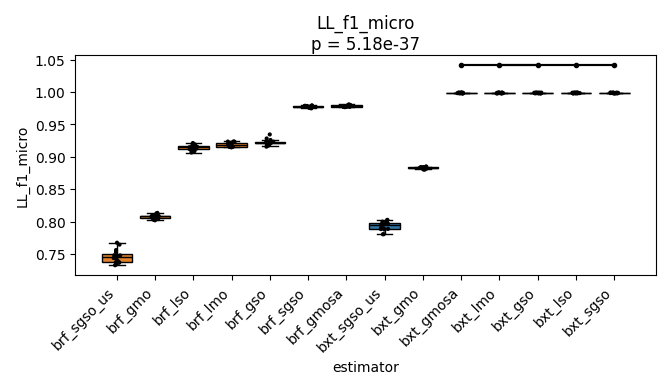 LL_f1_micro
p = 5.18e-37
LL_f1_micro
1.05
1.00
0.95
0.90
0.85
0.80
0.75
brf_sgso_us
brf_gmo
brf_lso
brf_lmo
brf_gso
brf_sgso
brf_gmosa
bxt_sgso_us
bxt_gmo
bxt_gmosa
bxt_lmo
bxt_gso
bxt_lso
bxt_sgso
estimator